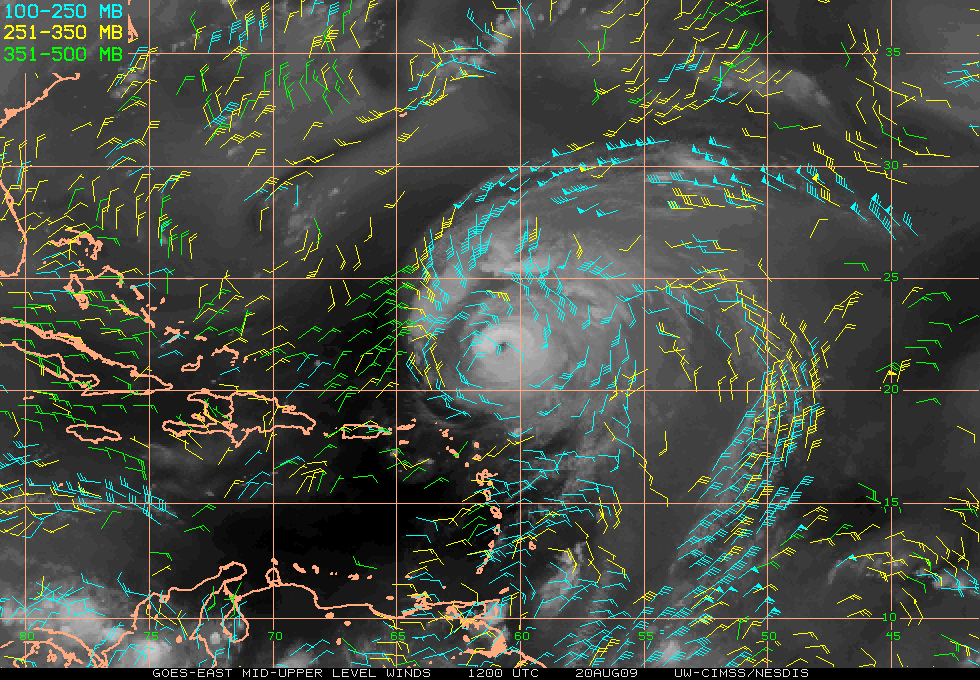 100-250 MB
251-350 MB
351-500 MB
35
30
25
20
15
10
80 75 70 65 60 55 50 45
GOES-EAST MID-UPPER LEVEL WINDS 1200 UTC 20AUG09 UW-CIMSS/NESDIS